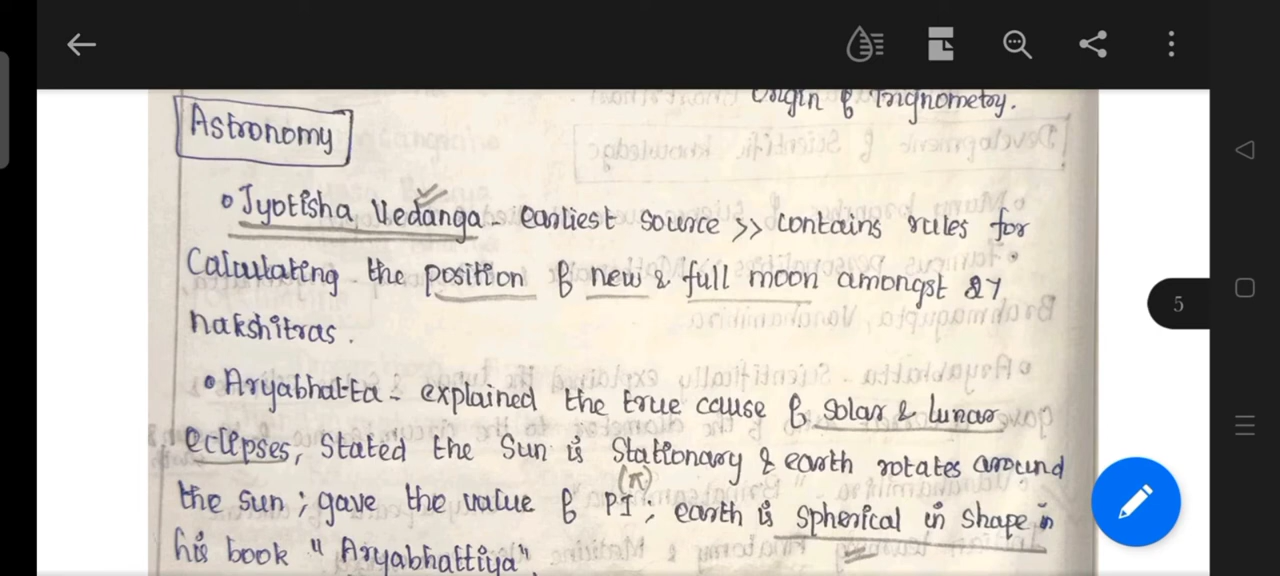 Origin of Trignometry.
Astronomy
• Jyotisha Vedanga - earliest source >> contains rules for
Calculating the position of new & full moon amongst 27
nakshitras.
• Aryabhatta - explained the true cause of solar & lunar
eclipses, stated the Sun is stationary & earth rotates around
(π)
the sun; gave the value of PI; earth is spherical in shape in
his book "Aryabhattiya".
5